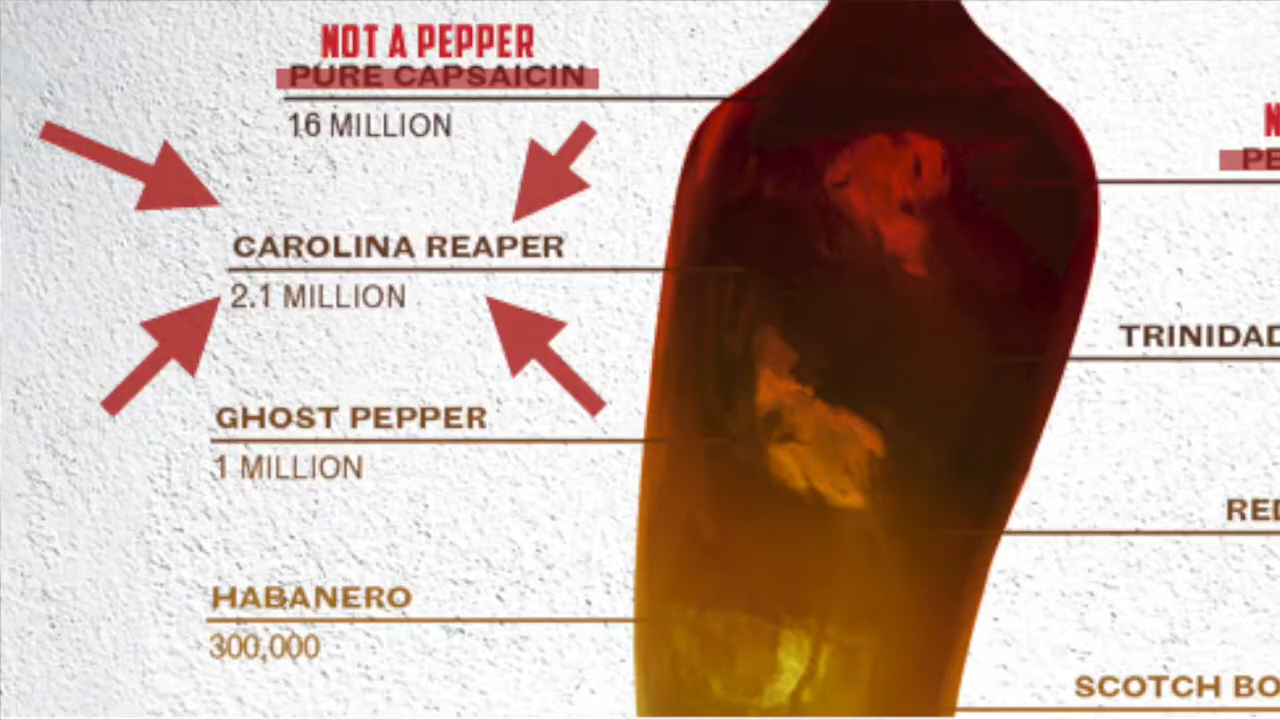 NOT A PEPPER
PURE CAPSAICIN
16 MILLION
CAROLINA REAPER
2.1 MILLION
GHOST PEPPER
1 MILLION
HABANERO
300,000
N
PE
TRINIDAD
RED
SCOTCH BO